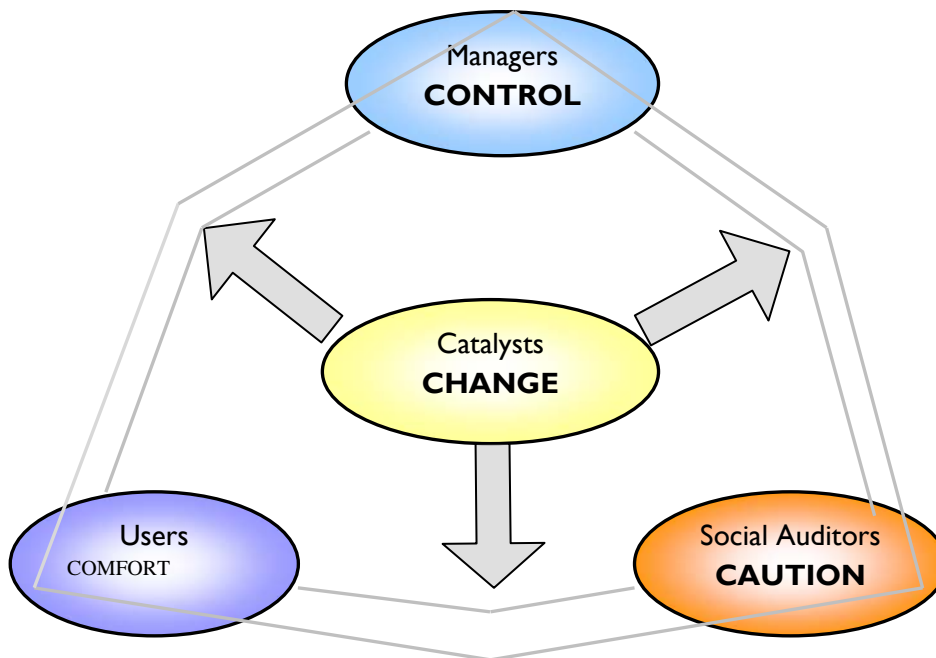 Managers
CONTROL
Catalysts
CHANGE
Users
COMFORT
Social Auditors
CAUTION